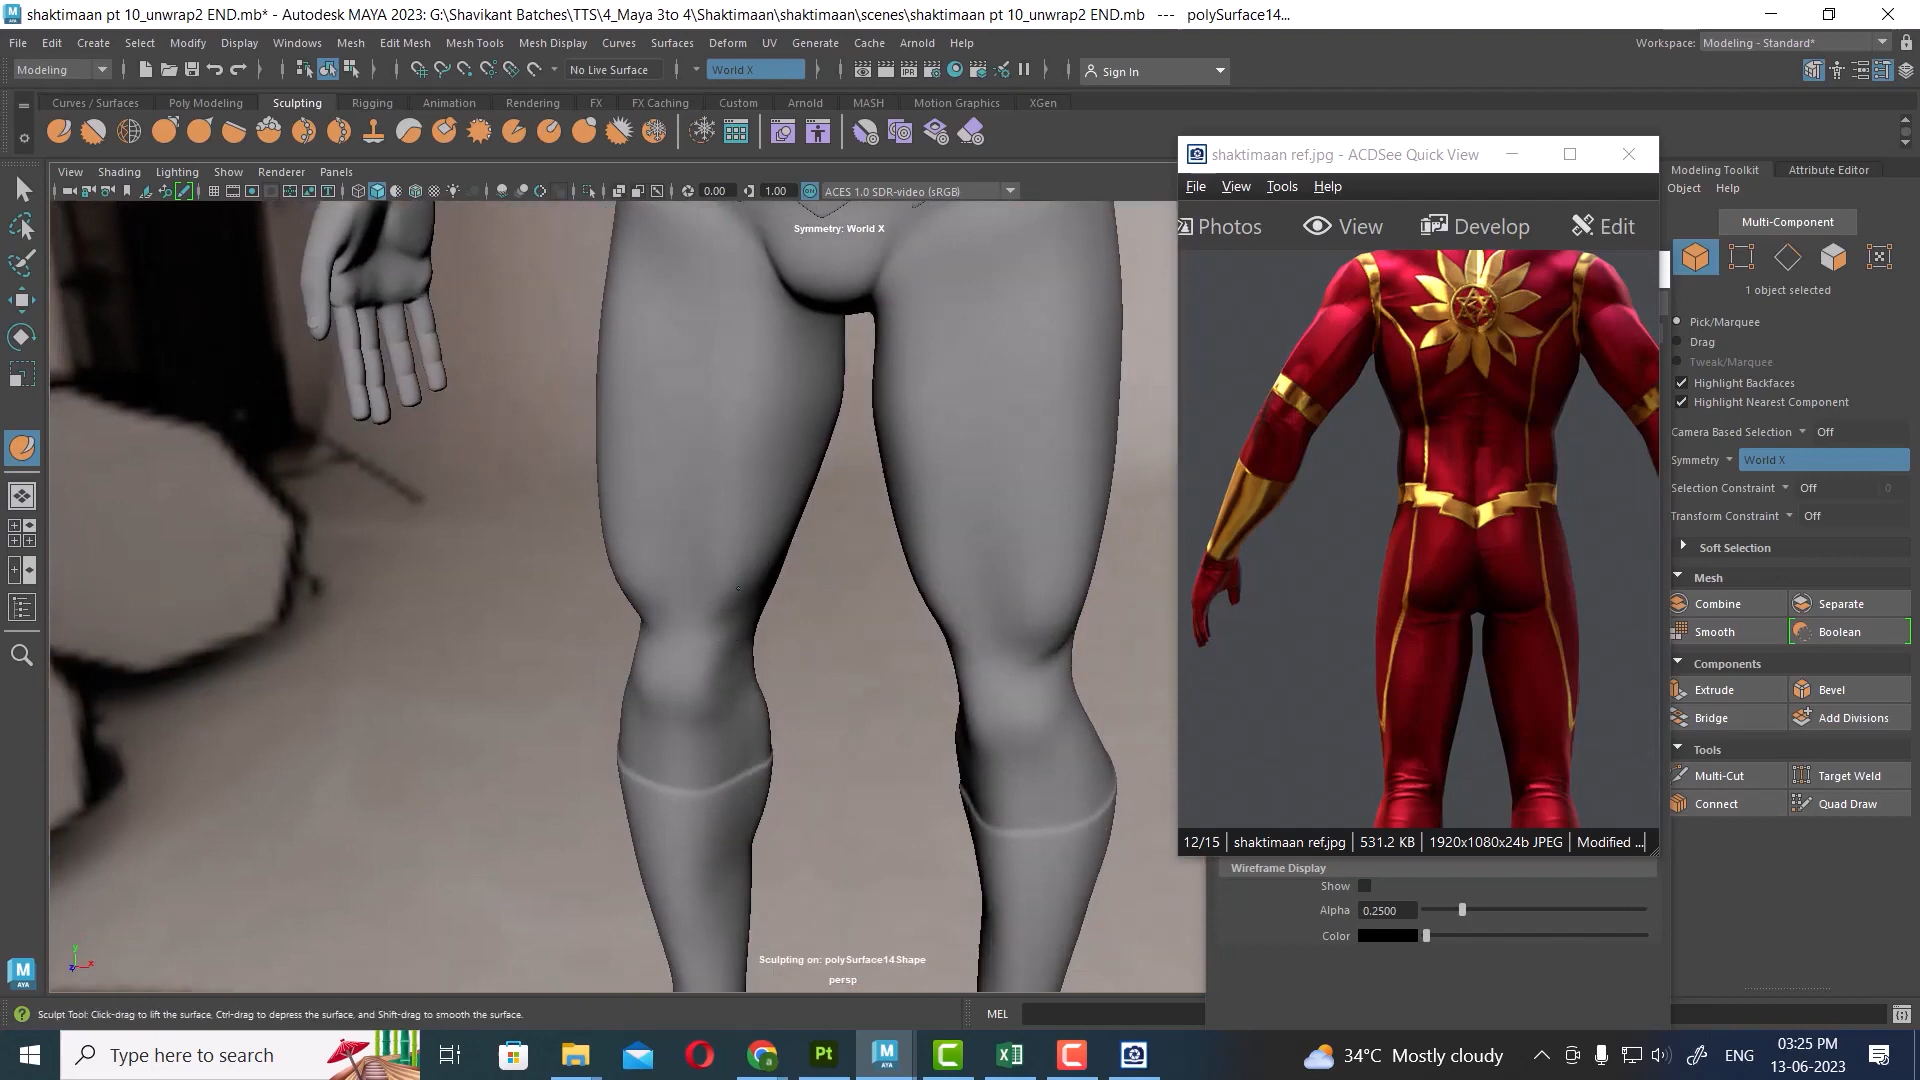 shaktimaan pt 10_unwrap2 END.mb* - Autodesk MAYA 2023: G:\Shavikant Batches\TTS\4_Maya 3to 4\Shaktimaan\shaktimaan\scenes\shaktimaan pt 10_unwrap2 END.mb --- polySurface14...
File Edit Create Select Modify Display Windows Mesh Edit Mesh Mesh Tools Mesh Display Curves Surfaces Deform UV Generate Cache Arnold Help
Workspace: Modeling - Standard*
Modeling No Live Surface World X Sign In
Curves / Surfaces Poly Modeling Sculpting Rigging Animation Rendering FX FX Caching Custom Arnold MASH Motion Graphics XGen
View Shading Lighting Show Renderer Panels
0.00 1.00 ACES 1.0 SDR-video (sRGB)
Symmetry: World X
shaktimaan ref.jpg - ACDSee Quick View
File View Tools Help
Photos View Develop Edit
12/15 shaktimaan ref.jpg 531.2 KB 1920x1080x24b JPEG Modified ...
Modeling Toolkit Attribute Editor
Object Help
Multi-Component
1 object selected
Pick/Marquee
Drag
Tweak/Marquee
Highlight Backfaces
Highlight Nearest Component
Camera Based Selection Off
Symmetry World X
Selection Constraint Off 0
Transform Constraint Off
Soft Selection
Mesh
Combine Separate
Smooth Boolean
Components
Extrude Bevel
Bridge Add Divisions
Tools
Multi-Cut Target Weld
Connect Quad Draw
Wireframe Display
Show
Alpha 0.2500
Color
Sculpting on: polySurface14Shape
persp
y
z x
M
AYA
Sculpt Tool: Click-drag to lift the surface, Ctrl-drag to depress the surface, and Shift-drag to smooth the surface.
MEL
Type here to search
Pt
34°C Mostly cloudy
ENG
03:25 PM
13-06-2023